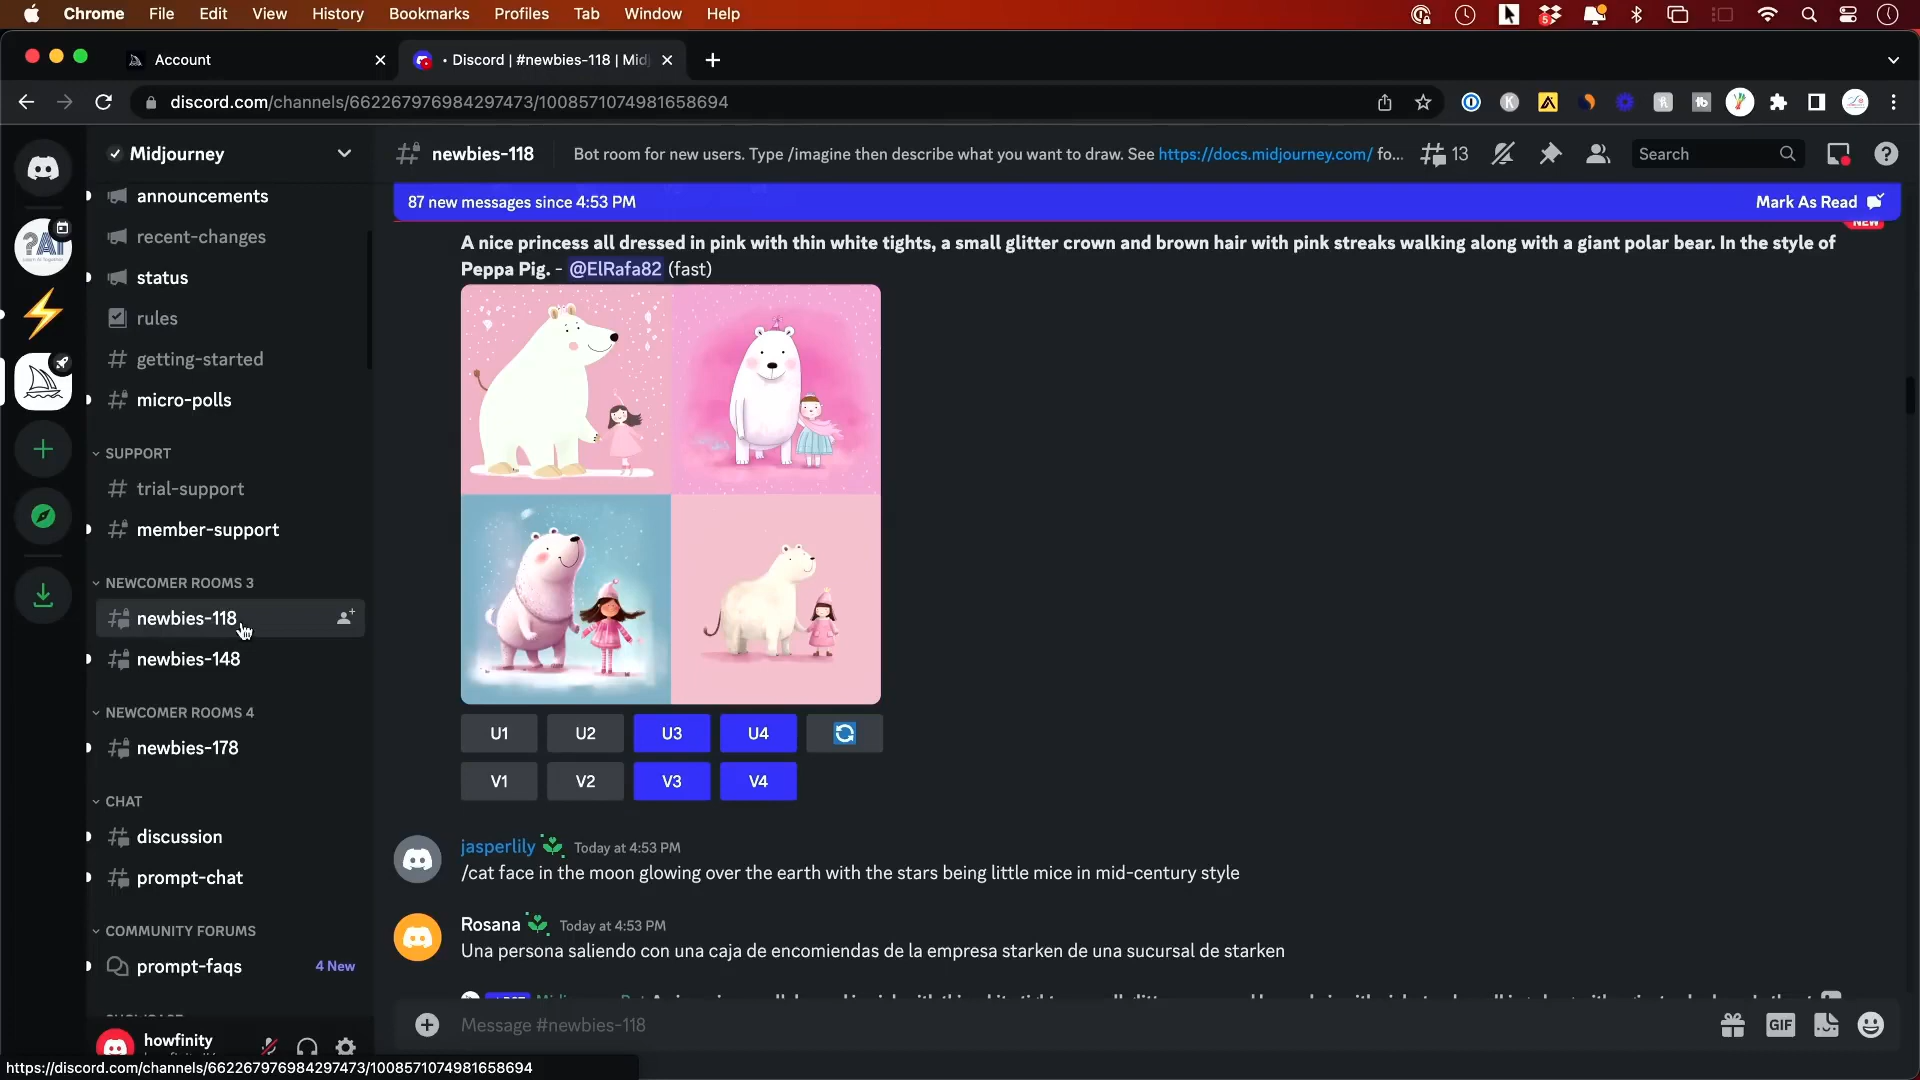 Chrome File Edit View History Bookmarks Profiles Tab Window Help
5
Account
• Discord | #newbies-118 | Mid
discord.com/channels/662267976984297473/1008571074981658694
Midjourney
newbies-118
Bot room for new users. Type /imagine then describe what you want to draw. See https://docs.midjourney.com/ fo...
13
Search
87 new messages since 4:53 PM
Mark As Read
NEW
?AI
announcements
recent-changes
status
rules
getting-started
micro-polls
SUPPORT
trial-support
member-support
NEWCOMER ROOMS 3
newbies-118
newbies-148
NEWCOMER ROOMS 4
newbies-178
CHAT
discussion
prompt-chat
COMMUNITY FORUMS
prompt-faqs
4 New
howfinity
A nice princess all dressed in pink with thin white tights, a small glitter crown and brown hair with pink streaks walking along with a giant polar bear. In the style of
Peppa Pig. - @ElRafa82 (fast)
U1 U2 U3 U4
V1 V2 V3 V4
jasperlily Today at 4:53 PM
/cat face in the moon glowing over the earth with the stars being little mice in mid-century style
Rosana Today at 4:53 PM
Una persona saliendo con una caja de encomiendas de la empresa starken de una sucursal de starken
Message #newbies-118
GIF
https://discord.com/channels/662267976984297473/1008571074981658694